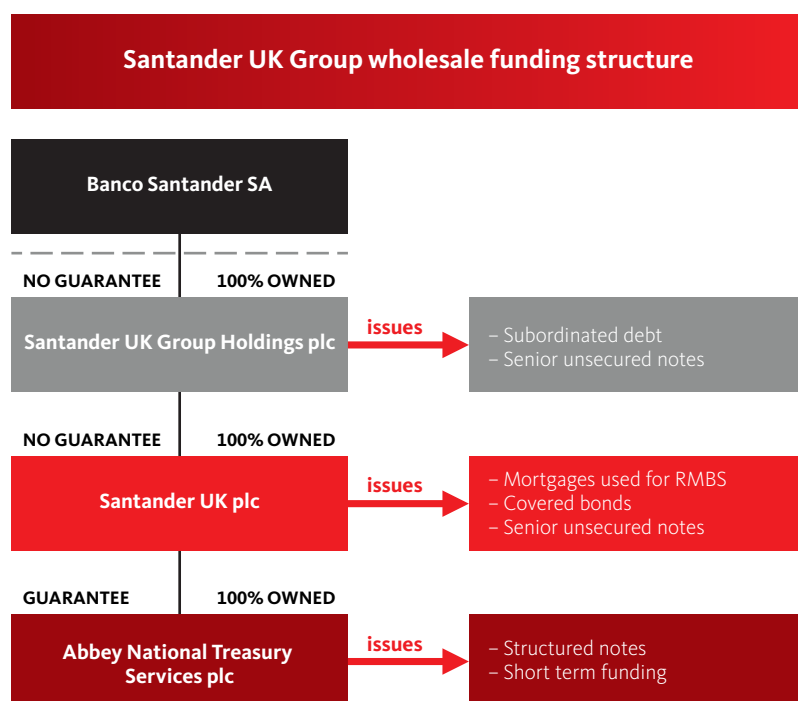 Santander UK Group wholesale funding structure
Banco Santander SA
NO GUARANTEE 100% OWNED
Santander UK Group Holdings plc
issues
– Subordinated debt
– Senior unsecured notes
NO GUARANTEE 100% OWNED
Santander UK plc
issues
– Mortgages used for RMBS
– Covered bonds
– Senior unsecured notes
GUARANTEE 100% OWNED
Abbey National Treasury
Services plc
issues
– Structured notes
– Short term funding